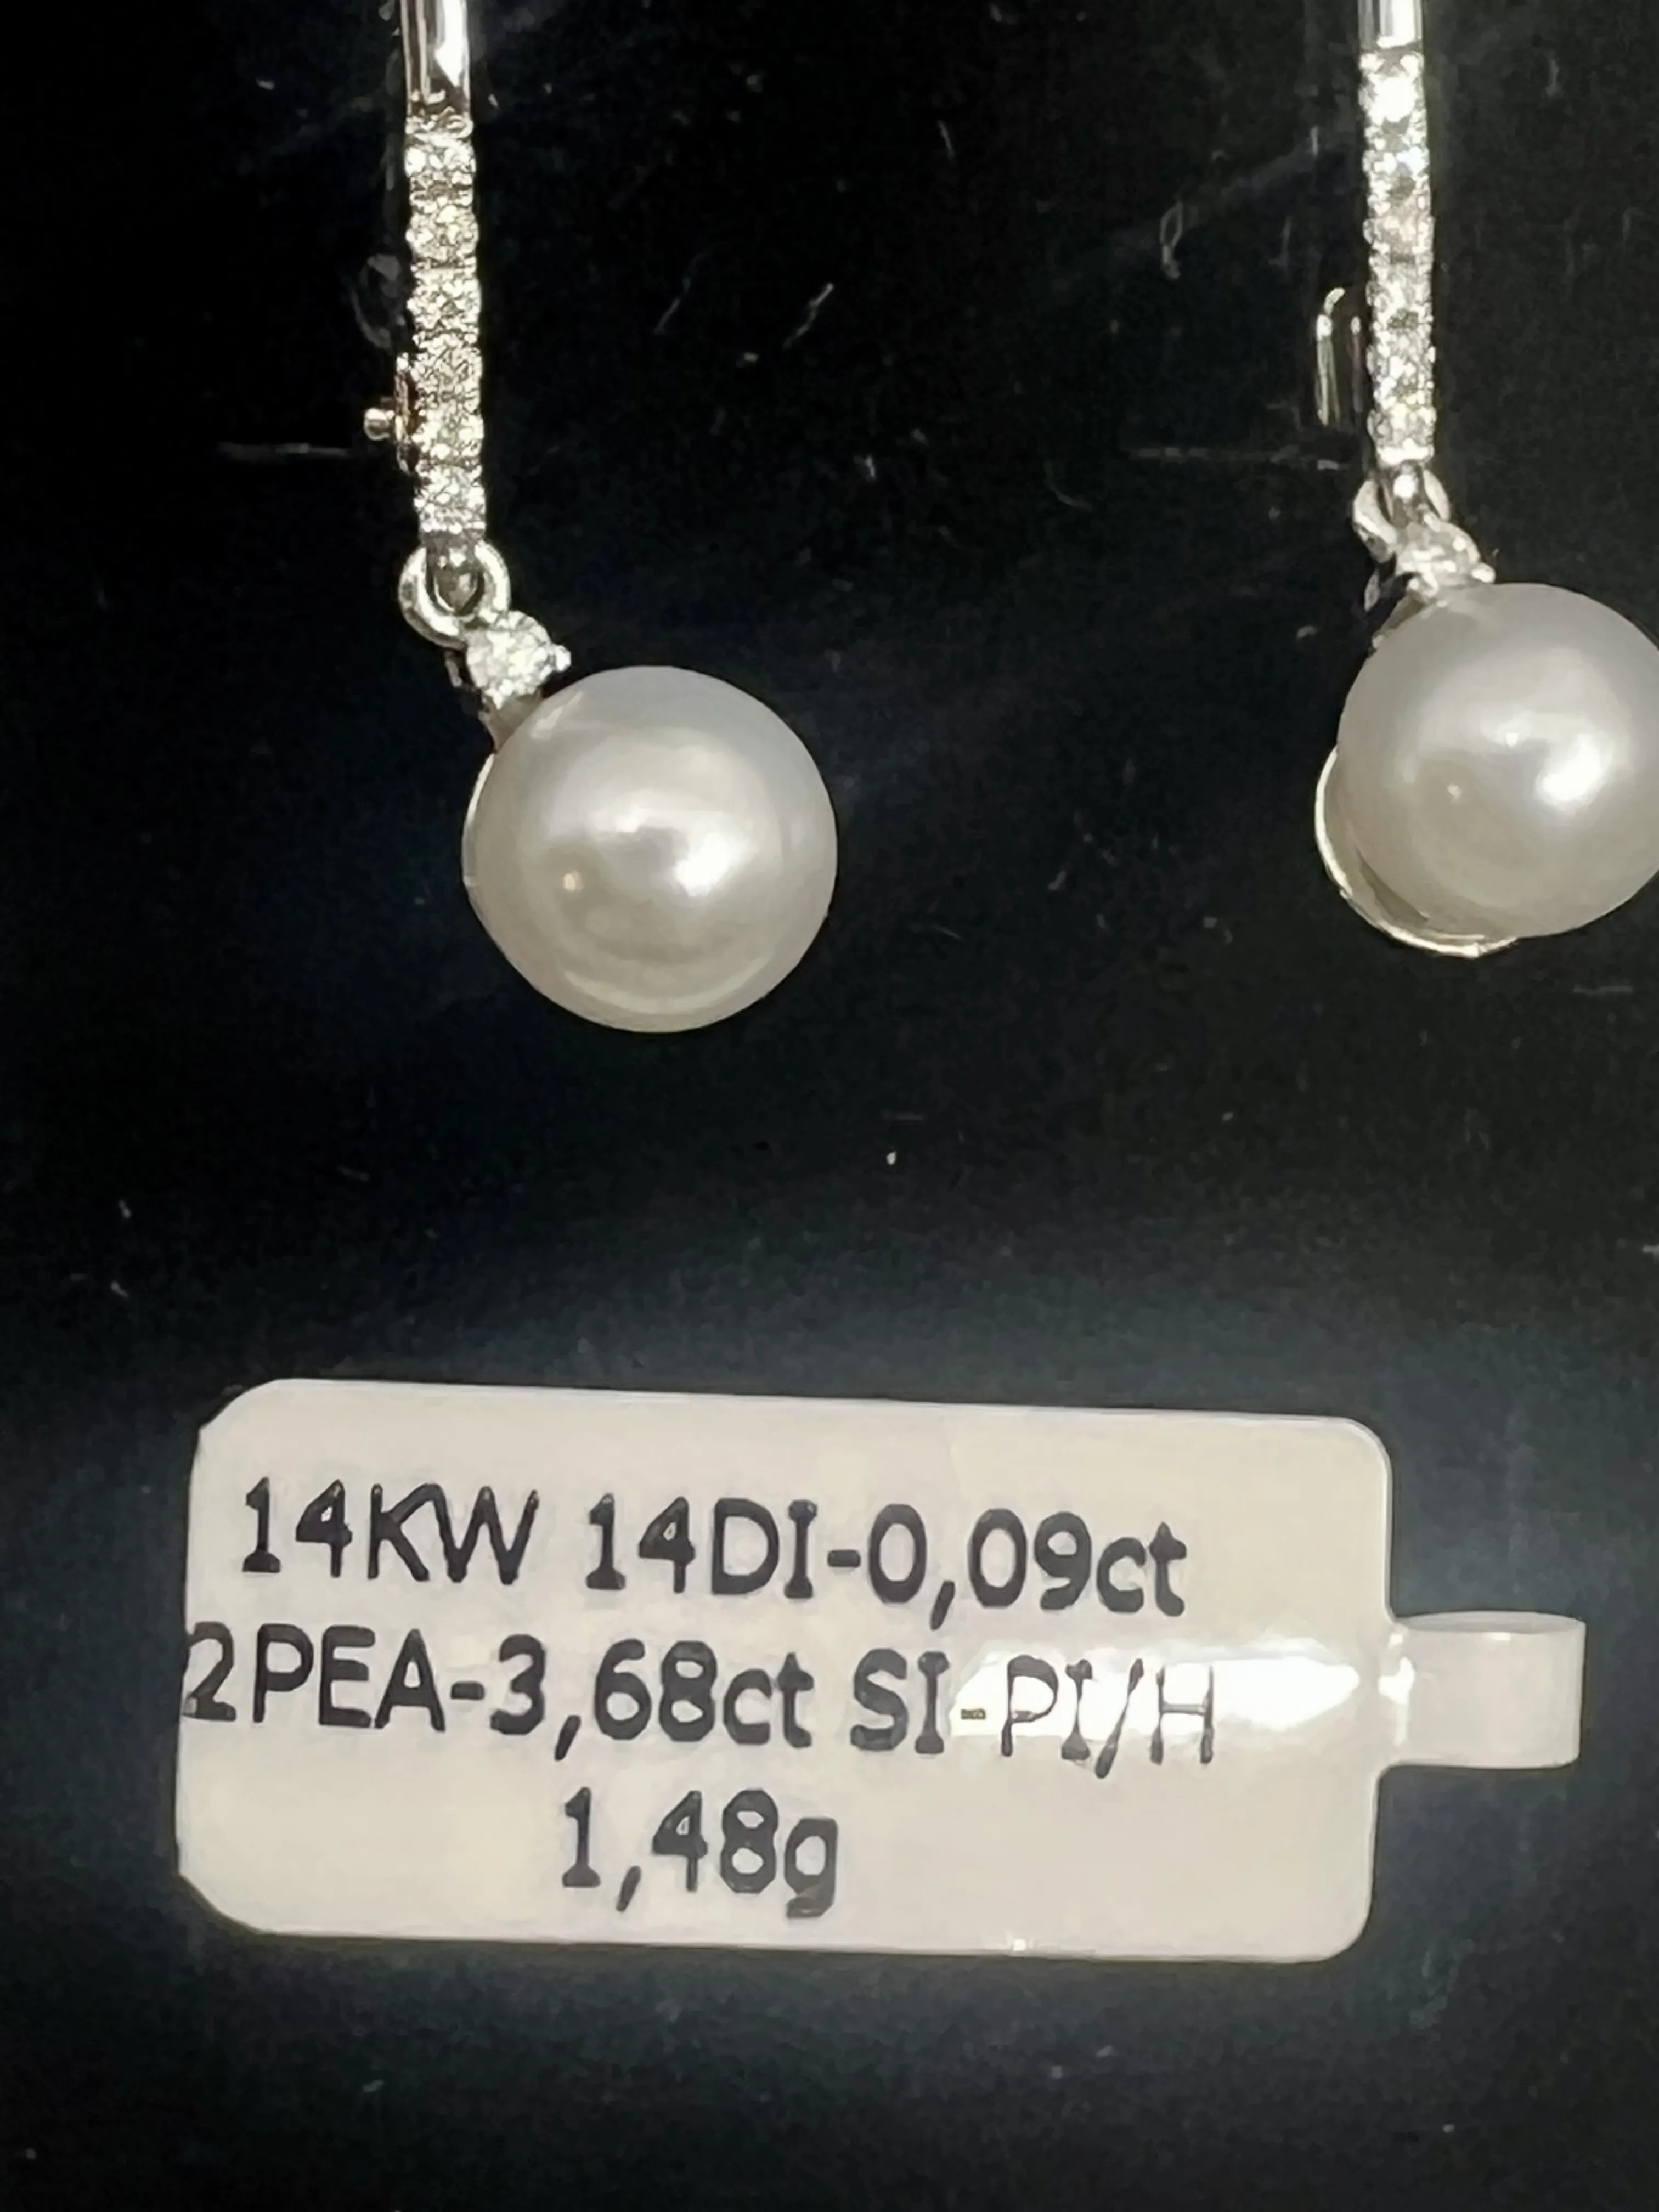 14KW 14DI-0,09ct
2PEA-3,68ct SI-PI/H
1,48g